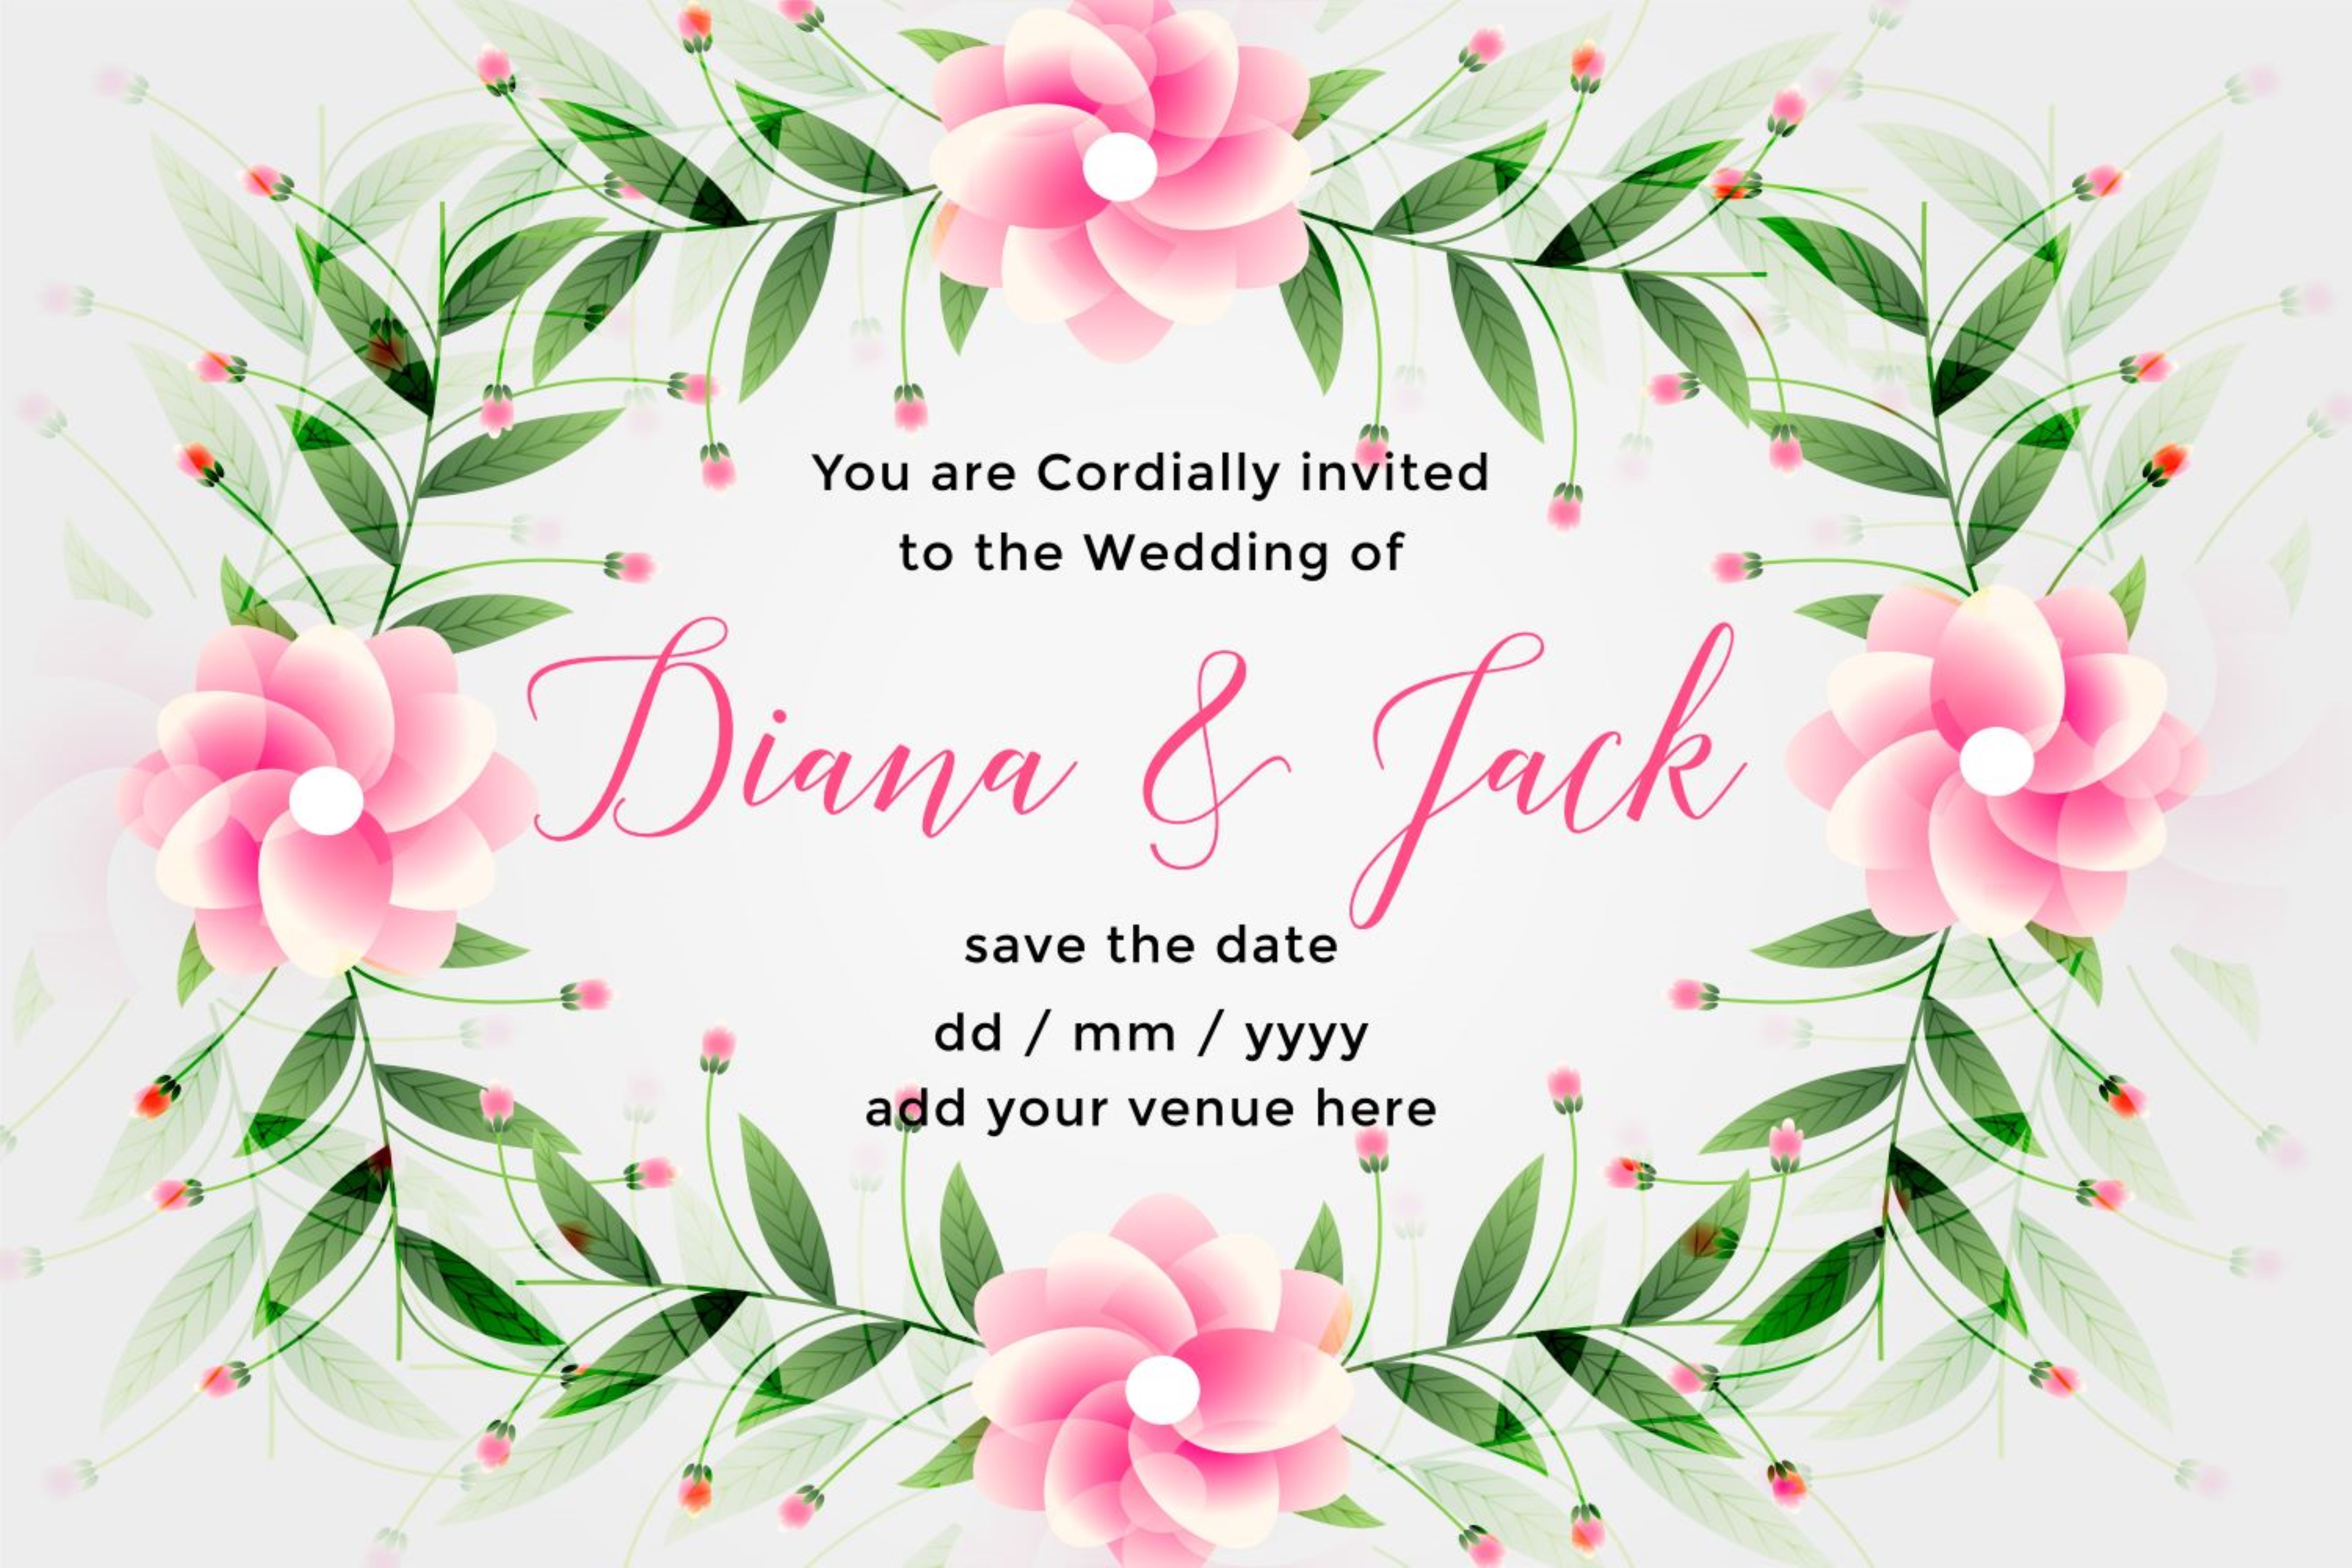 You are Cordially invited
to the Wedding of
Diana & Jack
save the date
dd / mm / yyyy
add your venue here